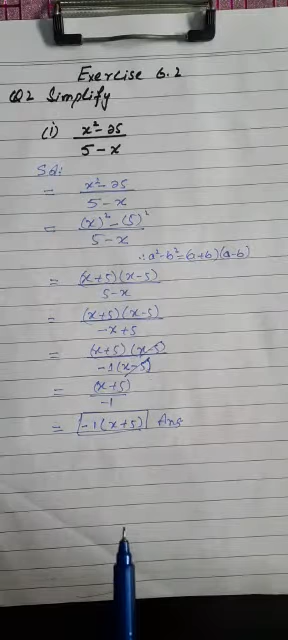 Exercise 6.2
Q2 Simplify
(i) x²-25 / 5-x
Sol:
= x²-25 / 5-x
= (x)²-(5)² / 5-x
∴ a²-b²=(a+b)(a-b)
= (x+5)(x-5) / 5-x
= (x+5)(x-5) / -x+5
= (x+5)(x-5) / -1(x-5)
= (x+5) / -1
= -1(x+5) Ans